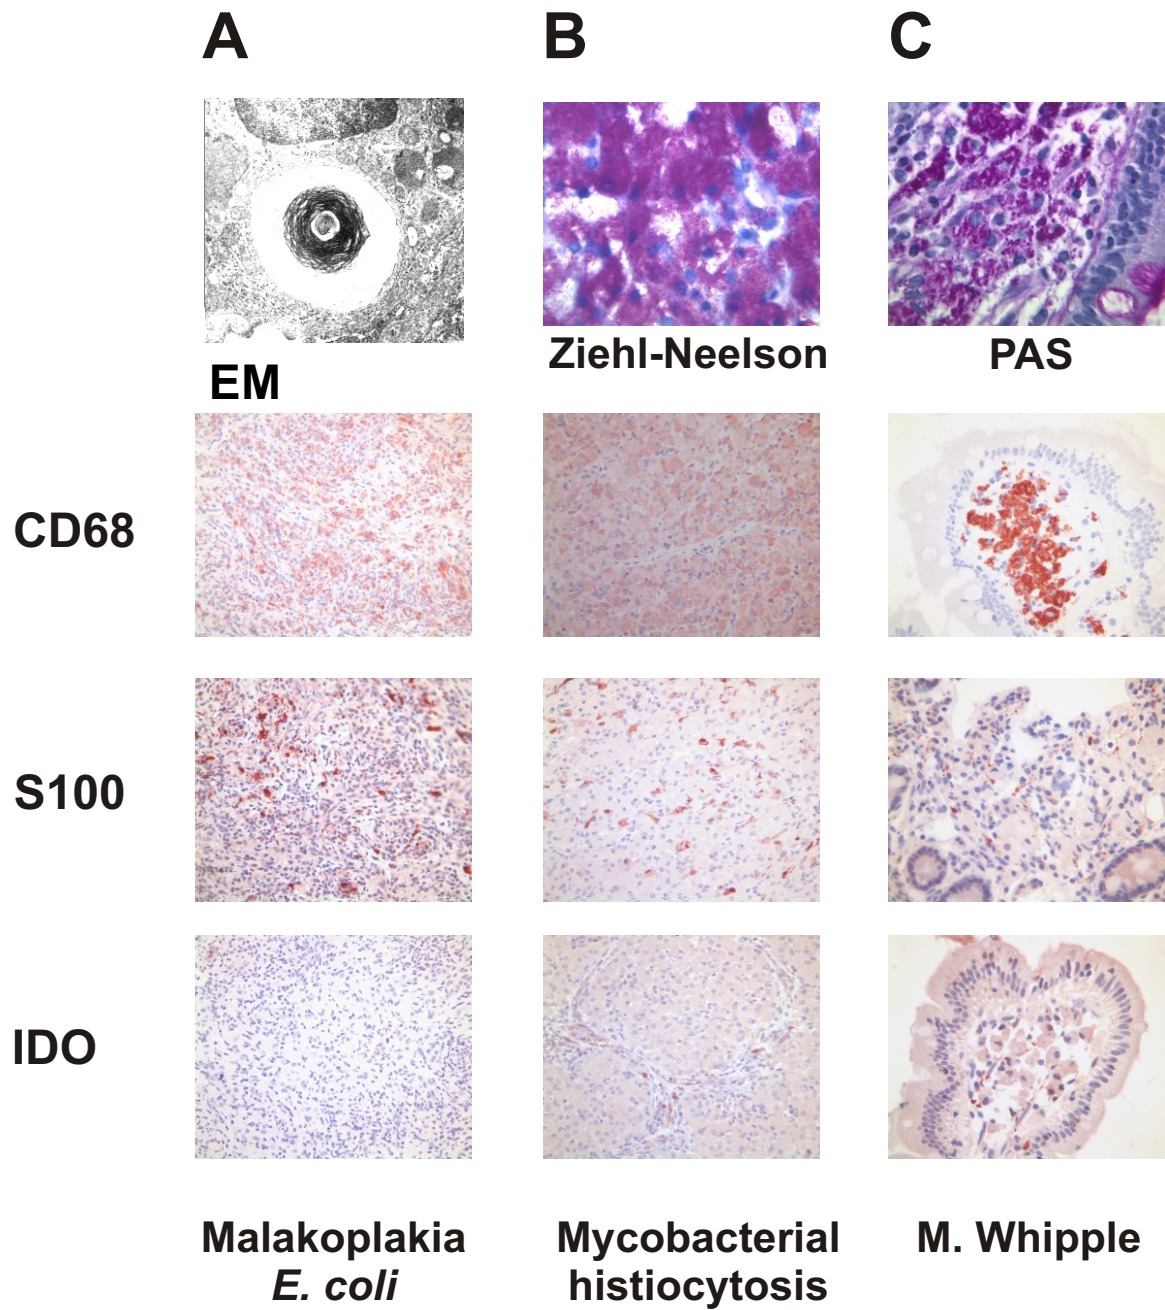 A
B
C
EM
Ziehl-Neelson
PAS
CD68
S100
IDO
Malakoplakia
E. coli
Mycobacterial
histiocytosis
M. Whipple